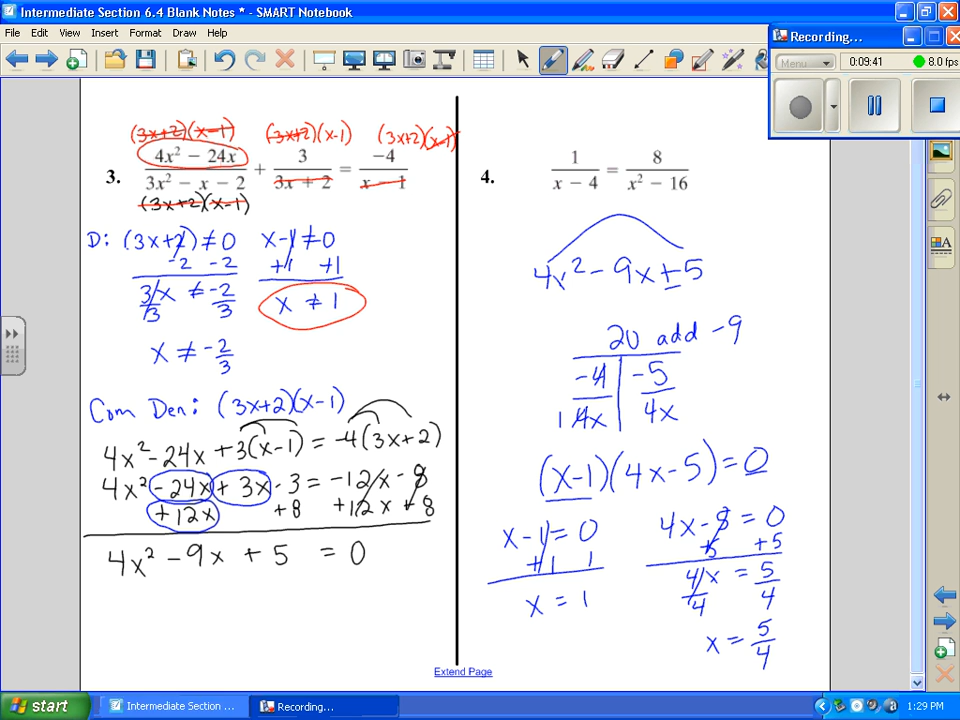 Intermediate Section 6.4 Blank Notes * - SMART Notebook
File Edit View Insert Format Draw Help
Recording...
Menu
0:09:41
8.0 fps
(3x+2)(x-1) (3x+2)(x-1) (3x+2)(x-1)
3. (4x² − 24x)/(3x² − x − 2) + 3/(3x + 2) = −4/(x − 1)
(3x+2)(x-1)
D: (3x+2) ≠ 0 x-1 ≠ 0
-2 -2 +1 +1
3x/3 ≠ -2/3 x ≠ 1
x ≠ -2/3
Com Den: (3x+2)(x-1)
4x² - 24x + 3(x-1) = -4(3x+2)
4x² - 24x + 3x - 3 = -12x - 8
+12x +8 +12x +8
4x² - 9x + 5 = 0
4. 1/(x − 4) = 8/(x² − 16)
4x² - 9x + 5
20 add -9
-4 | -5
1 4x | 4x
(x-1)(4x-5) = 0
x-1 = 0 4x-5 = 0
+1 1 +5 +5
x = 1 4x/4 = 5/4
x = 5/4
Extend Page
start
Intermediate Section ...
Recording...
1:29 PM